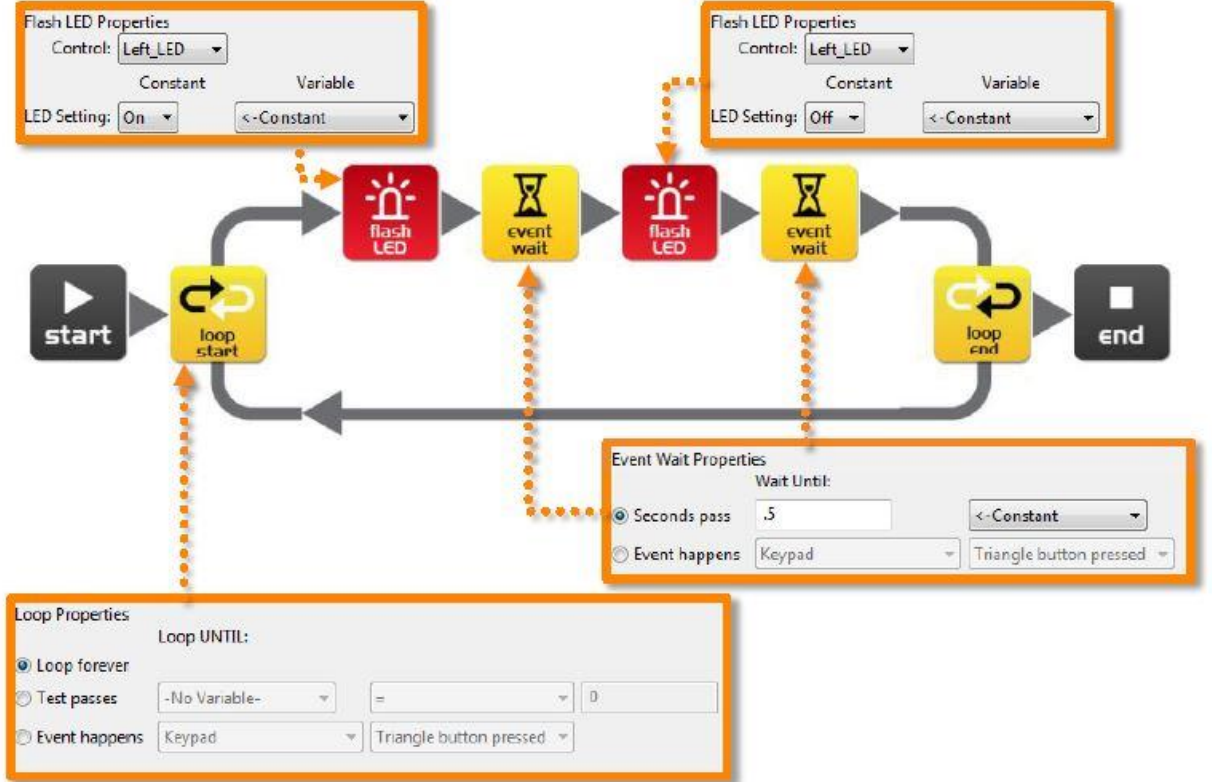 Flash LED Properties
Control: Left_LED
Constant Variable
LED Setting: On <-Constant
Flash LED Properties
Control: Left_LED
Constant Variable
LED Setting: Off <-Constant
flash
LED
event
wait
flash
LED
event
wait
start
loop
start
loop
end
end
Event Wait Properties
Wait Until:
Seconds pass .5 <-Constant
Event happens Keypad Triangle button pressed
Loop Properties
Loop UNTIL:
Loop forever
Test passes -No Variable- = 0
Event happens Keypad Triangle button pressed